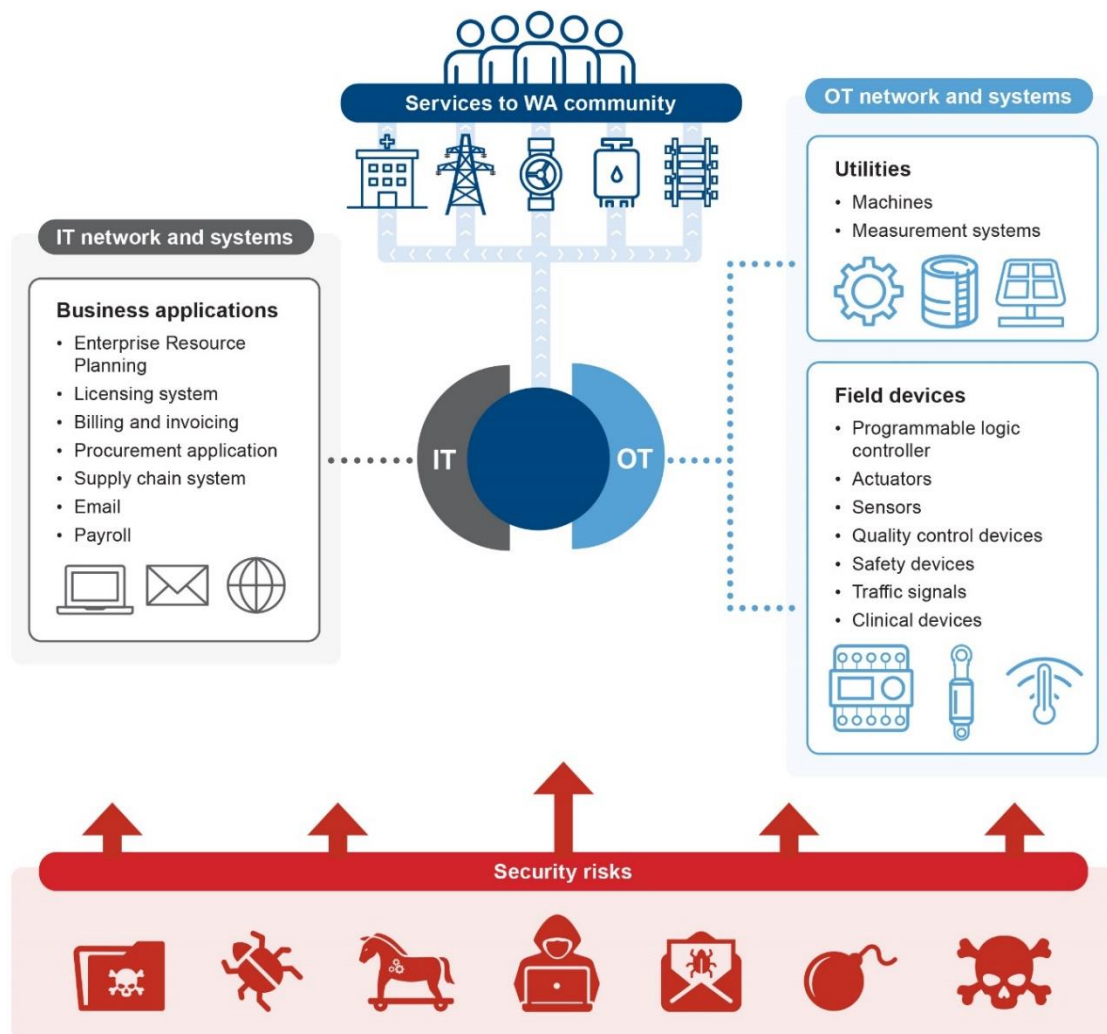 Services to WA community
IT network and systems
Business applications
• Enterprise Resource
Planning
• Licensing system
• Billing and invoicing
• Procurement application
• Supply chain system
• Email
• Payroll
IT
OT
OT network and systems
Utilities
• Machines
• Measurement systems
Field devices
• Programmable logic
controller
• Actuators
• Sensors
• Quality control devices
• Safety devices
• Traffic signals
• Clinical devices
Security risks